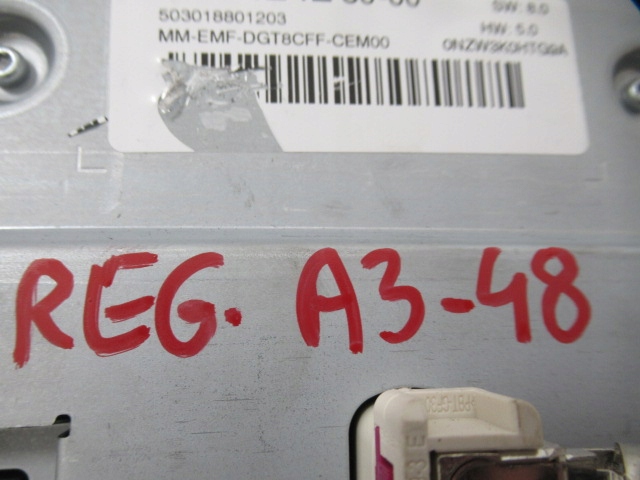 SW: 8.0
503018801203
HW: 5.0
MM-EMF-DGT8CFF-CEM00
0NZW3K0HTG9A
REG. A3-48